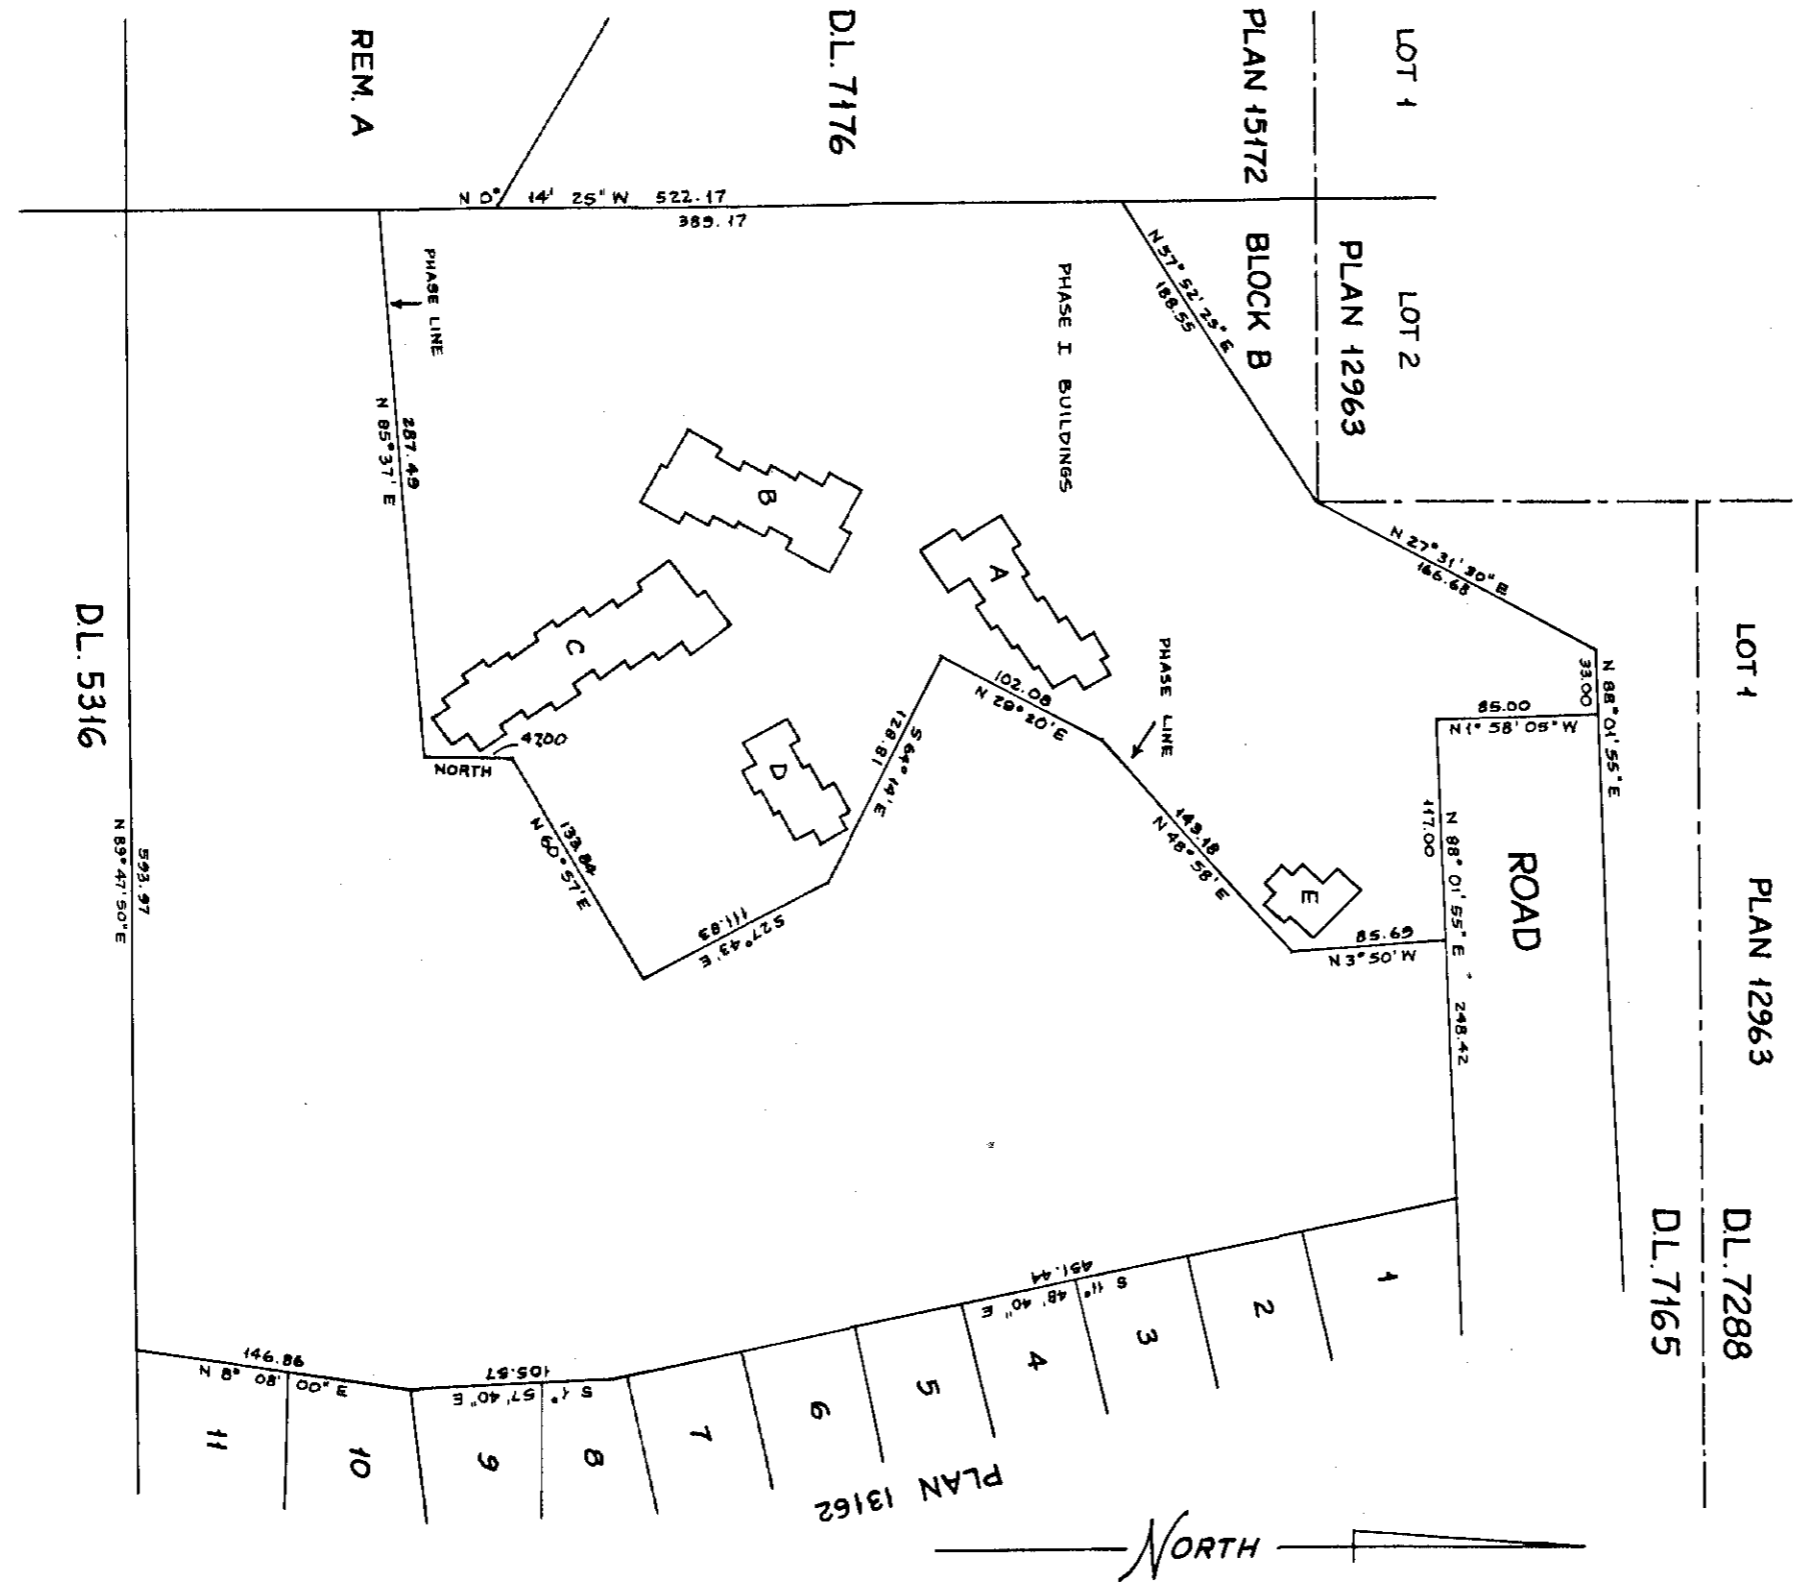 LOT 1
PLAN 15172
D.L. 7176
REM. A
LOT 2
PLAN 12963
BLOCK B
N 0° 14' 25" W 522.17
389.17
N 57° 52' 25" E
188.55
PHASE I BUILDINGS
PHASE LINE
287.49
N 85° 37' E
N 27° 31' 30" E
166.68
N 88° 01' 55" E
33.00
85.00
N 1° 58' 05" W
LOT 1
PLAN 12963
D.L. 7288
D.L. 7165
ROAD
N 88° 01' 55" E 248.42
117.00
A
B
C
D
E
PHASE LINE
102.08
N 28° 20' E
128.81
S 64° 14' E
143.18
N 48° 58' E
85.69
N 3° 50' W
47.00
NORTH
133.84
N 60° 57' E
111.83
S 27° 43' E
D.L. 5316
593.97
N 89° 47' 50" E
451.44
S 11° 48' 40" E
105.57
S 1° 57' 40" E
146.86
N 8° 08' 00" E
1
2
3
4
5
6
7
8
9
10
11
PLAN 13162
NORTH